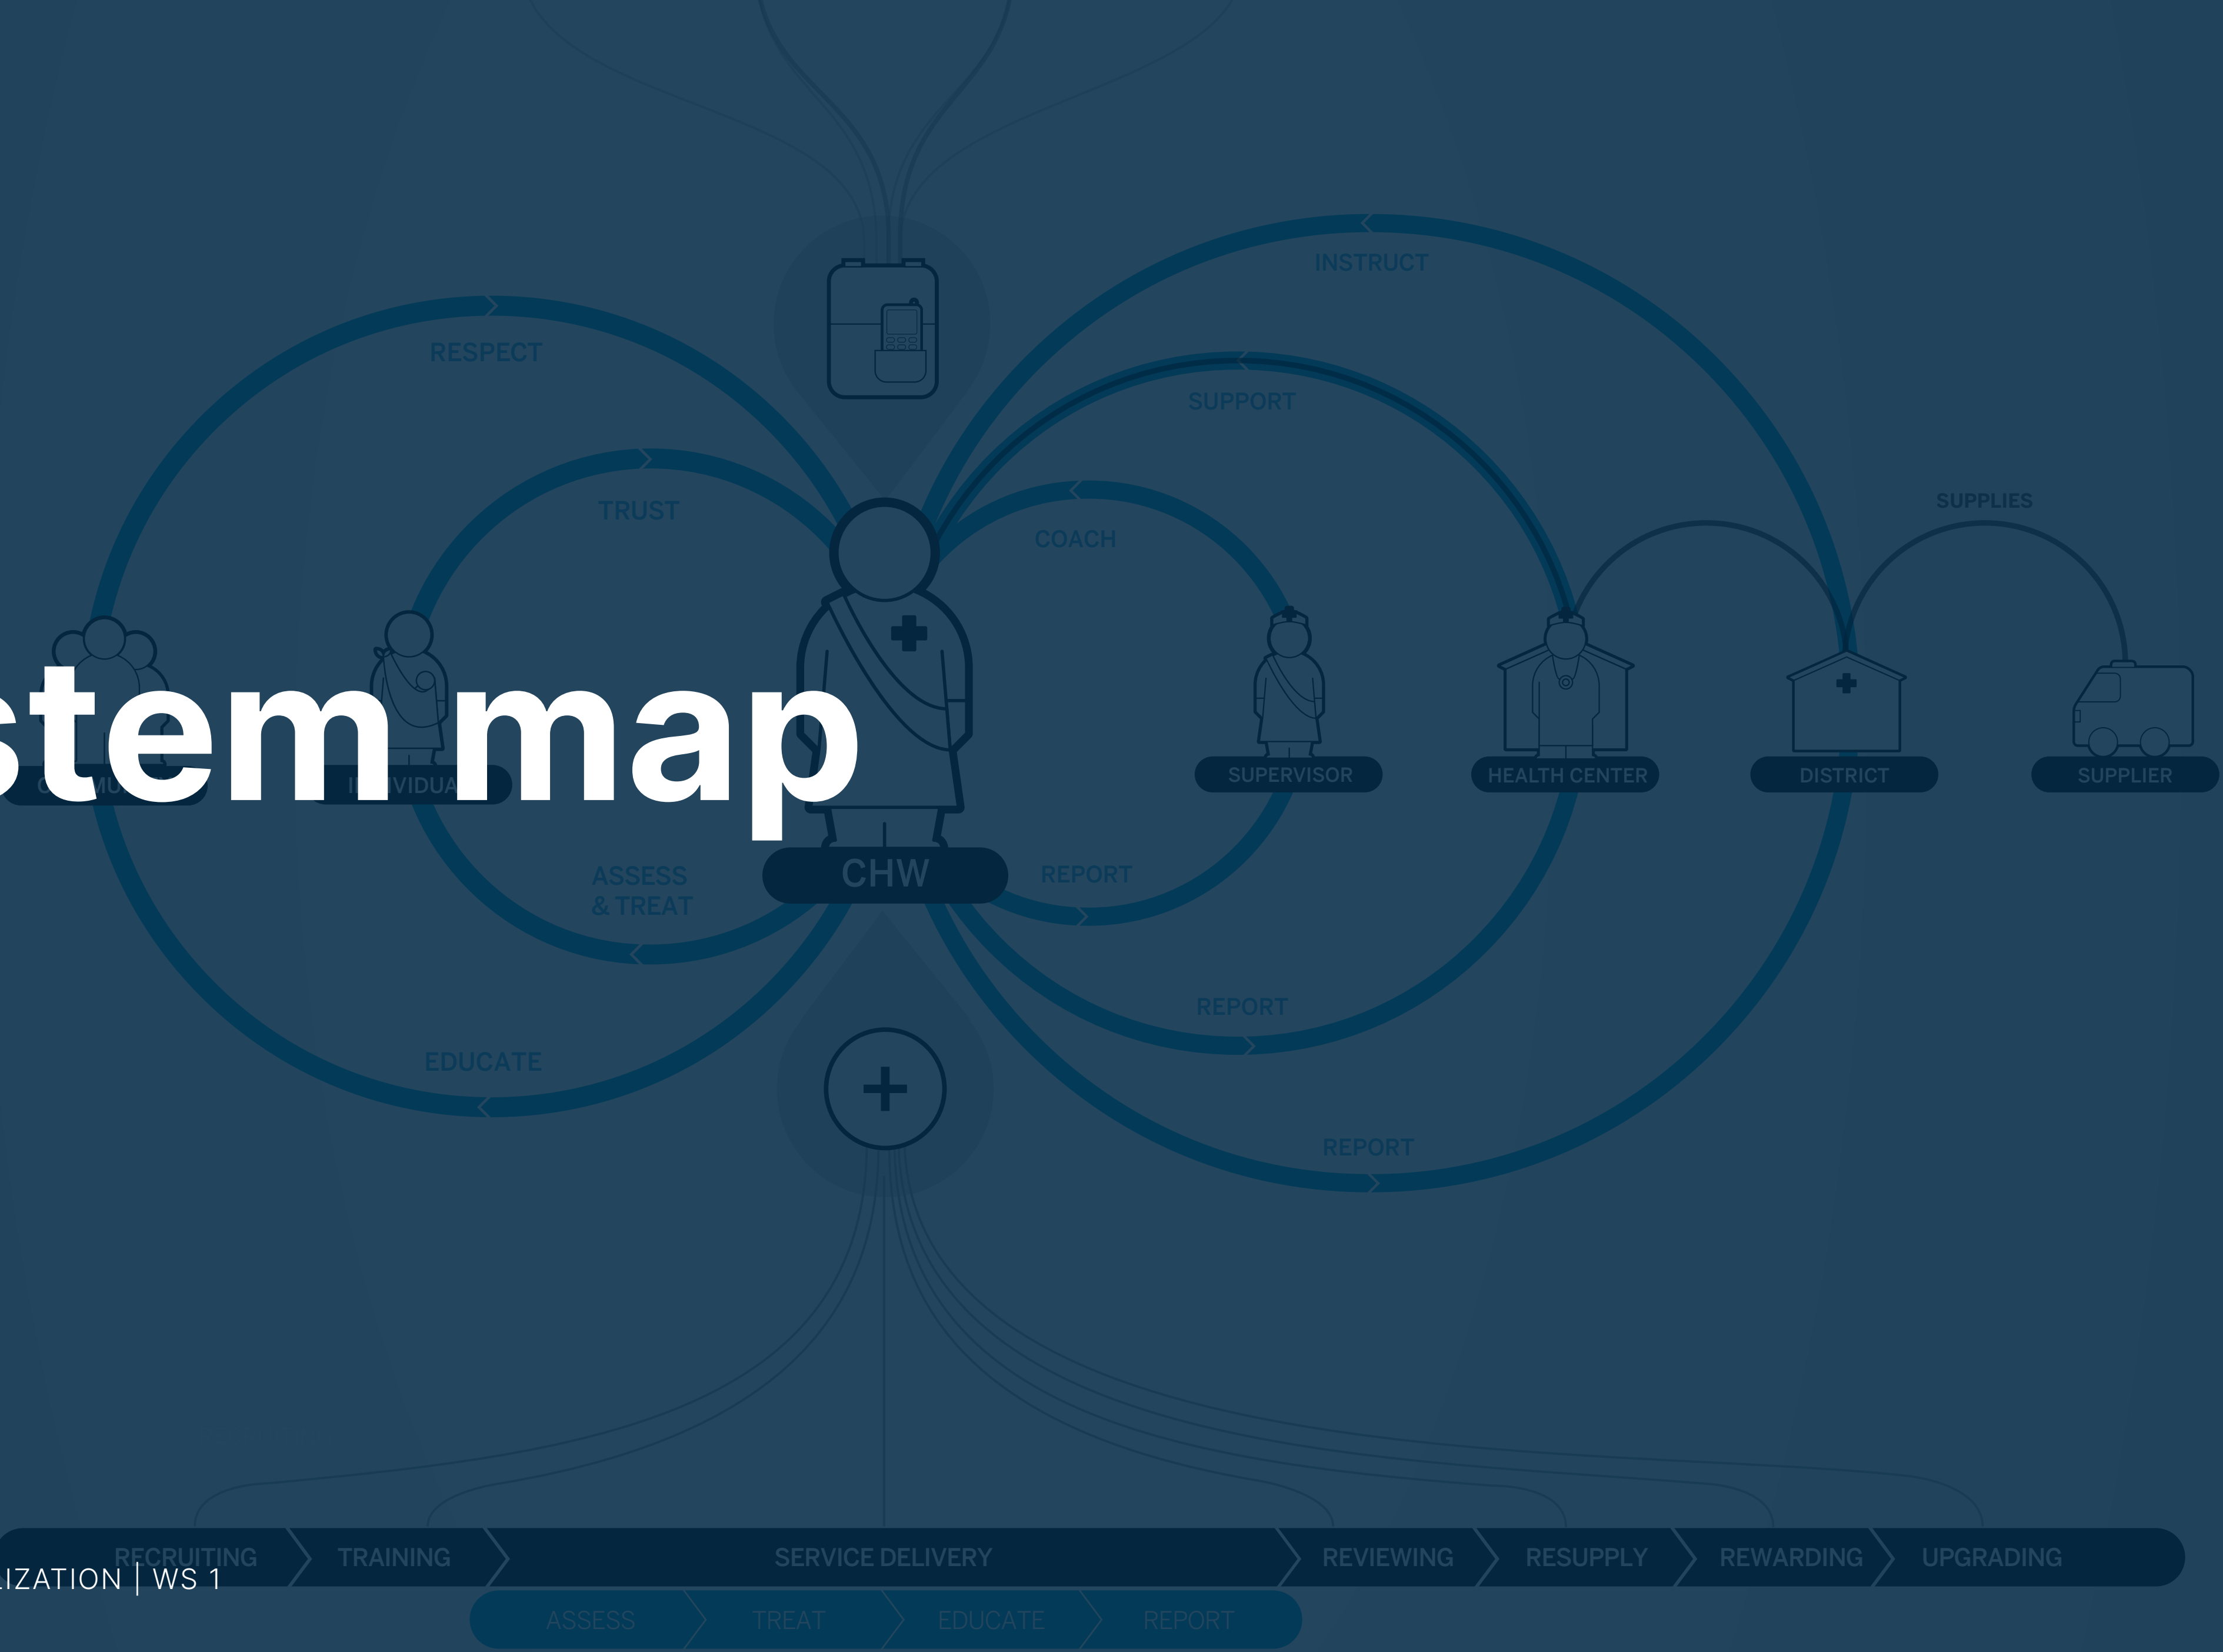 INSTRUCT
RESPECT
SUPPORT
SUPPLIES
TRUST
COACH
stem map
SUPERVISOR
HEALTH CENTER
DISTRICT
SUPPLIER
CHW
ASSESS
& TREAT
REPORT
REPORT
EDUCATE
REPORT
RECRUITING
TRAINING
SERVICE DELIVERY
REVIEWING
RESUPPLY
REWARDING
UPGRADING
LIZATION | WS 1
ASSESS
TREAT
EDUCATE
REPORT